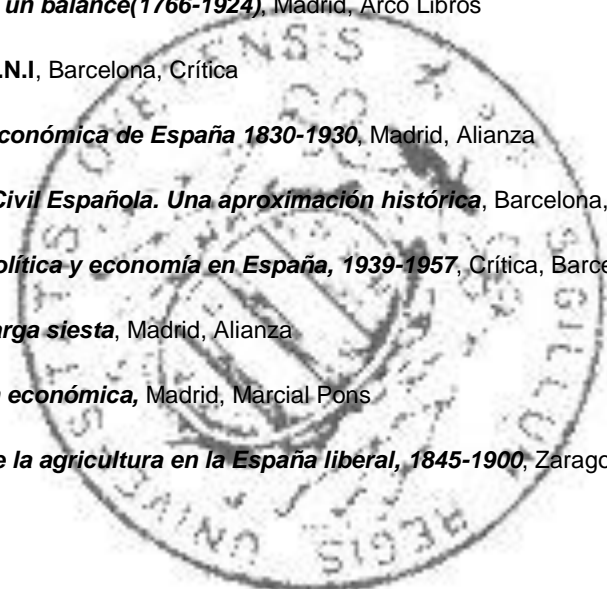 un balance(1766-1924), Madrid, Arco Libros
.N.I, Barcelona, Crítica
conómica de España 1830-1930, Madrid, Alianza
Civil Española. Una aproximación histórica, Barcelona,
olítica y economía en España, 1939-1957, Crítica, Barce
arga siesta, Madrid, Alianza
n económica, Madrid, Marcial Pons
e la agricultura en la España liberal, 1845-1900, Zarago